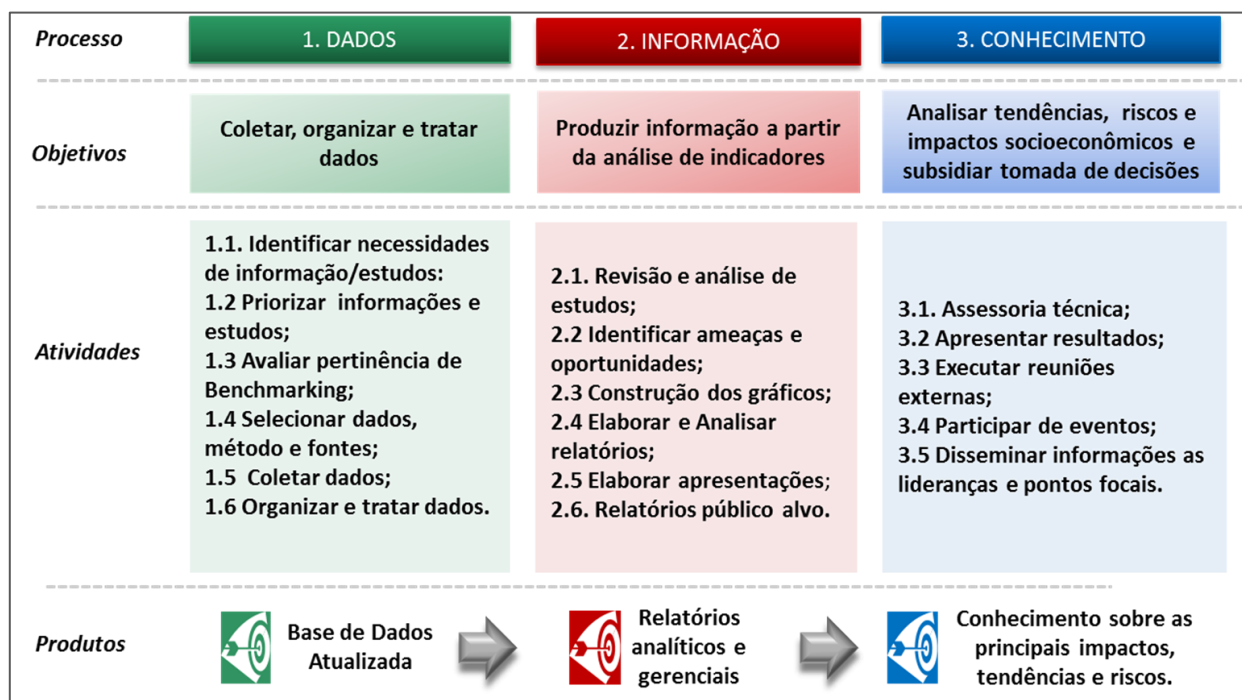 Processo
1. DADOS
2. INFORMAÇÃO
3. CONHECIMENTO
Objetivos
Coletar, organizar e tratar
dados
Produzir informação a partir
da análise de indicadores
Analisar tendências, riscos e
impactos socioeconômicos e
subsidiar tomada de decisões
Atividades
1.1. Identificar necessidades
de informação/estudos:
1.2 Priorizar informações e
estudos;
1.3 Avaliar pertinência de
Benchmarking;
1.4 Selecionar dados,
método e fontes;
1.5 Coletar dados;
1.6 Organizar e tratar dados.
2.1. Revisão e análise de
estudos;
2.2 Identificar ameaças e
oportunidades;
2.3 Construção dos gráficos;
2.4 Elaborar e Analisar
relatórios;
2.5 Elaborar apresentações;
2.6. Relatórios público alvo.
3.1. Assessoria técnica;
3.2 Apresentar resultados;
3.3 Executar reuniões
externas;
3.4 Participar de eventos;
3.5 Disseminar informações as
lideranças e pontos focais.
Produtos
Base de Dados
Atualizada
Relatórios
analíticos e
gerenciais
Conhecimento sobre as
principais impactos,
tendências e riscos.